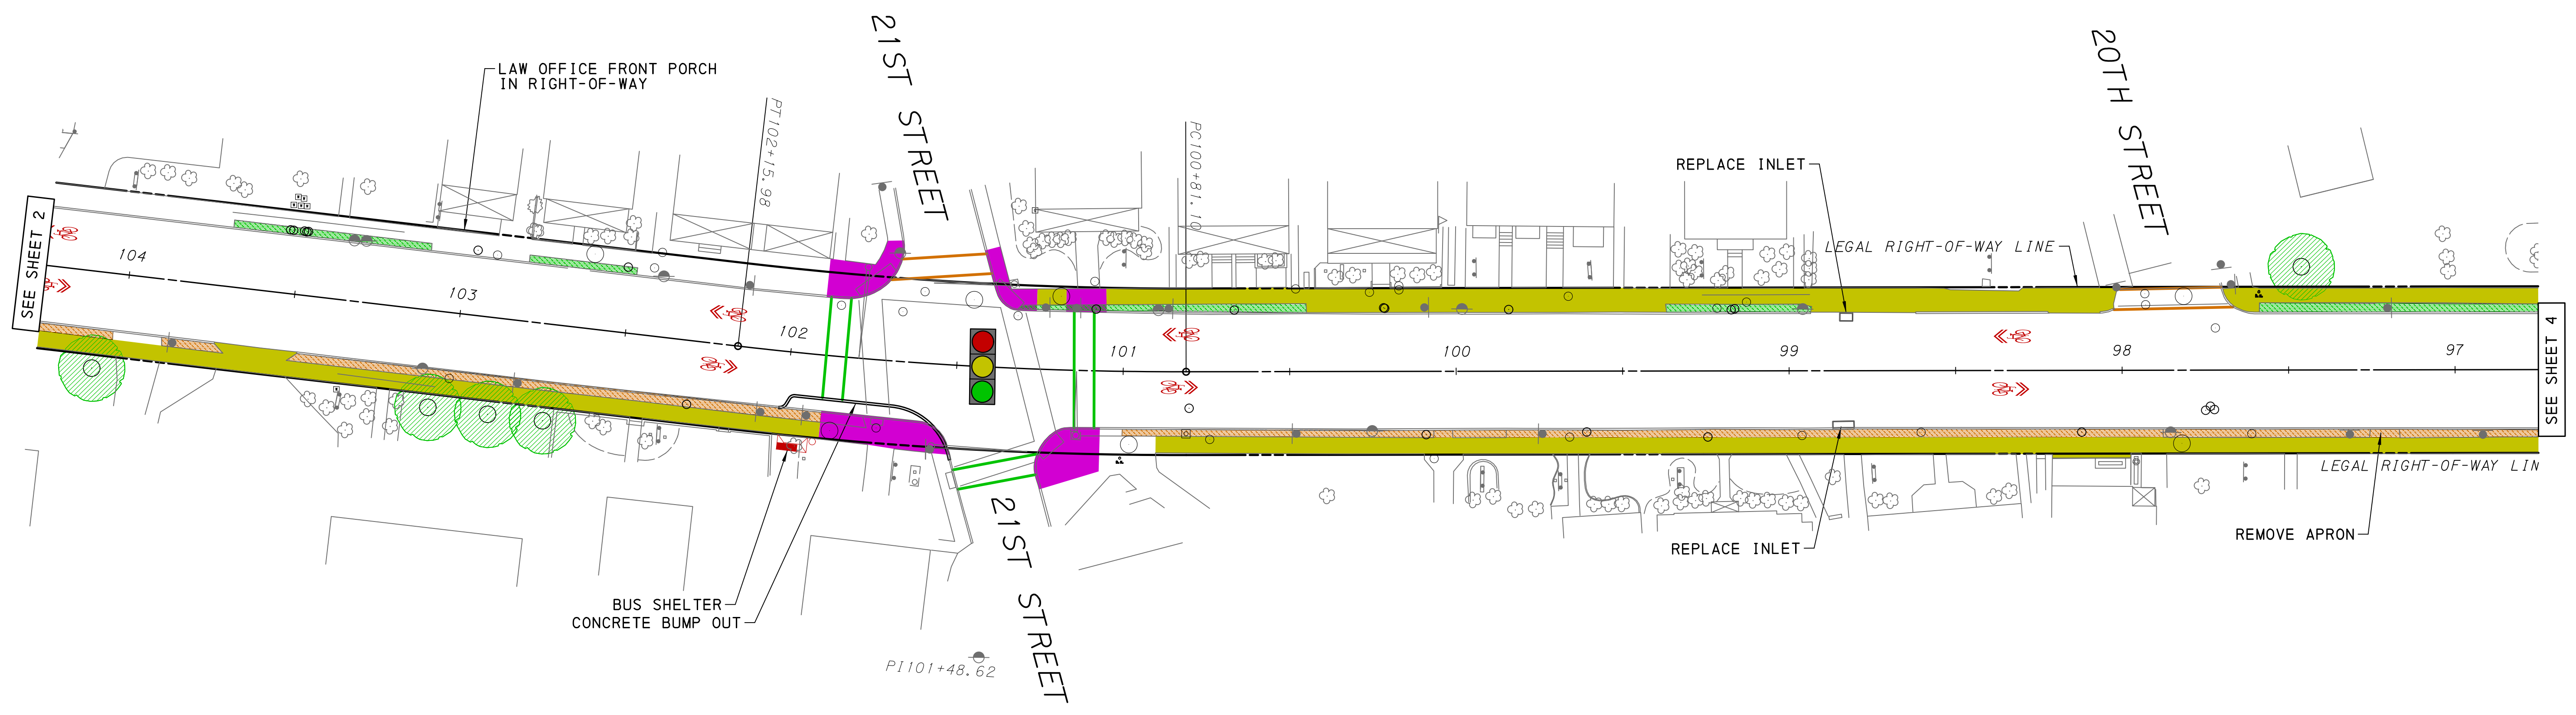 LAW OFFICE FRONT PORCH
IN RIGHT-OF-WAY
PT102+15.98
21ST STREET
PC100+81.10
REPLACE INLET
LEGAL RIGHT-OF-WAY LINE
20TH STREET
SEE SHEET 2
104
103
102
101
100
99
98
97
SEE SHEET 4
LEGAL RIGHT-OF-WAY LIN
REMOVE APRON
REPLACE INLET
21ST STREET
BUS SHELTER
CONCRETE BUMP OUT
PI101+48.62